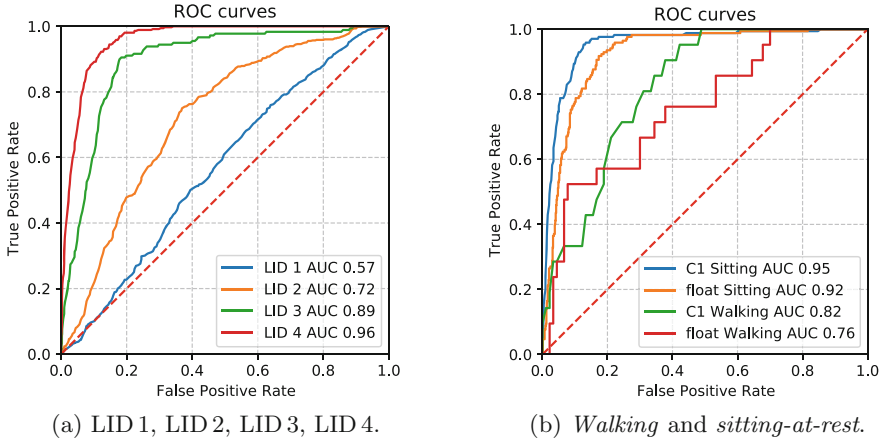 ROC curves
True Positive Rate
1.0
0.8
0.6
0.4
0.2
0.0
LID 1 AUC 0.57
LID 2 AUC 0.72
LID 3 AUC 0.89
LID 4 AUC 0.96
0.0 0.2 0.4 0.6 0.8 1.0
False Positive Rate
(a) LID 1, LID 2, LID 3, LID 4.
ROC curves
True Positive Rate
1.0
0.8
0.6
0.4
0.2
0.0
C1 Sitting AUC 0.95
float Sitting AUC 0.92
C1 Walking AUC 0.82
float Walking AUC 0.76
0.0 0.2 0.4 0.6 0.8 1.0
False Positive Rate
(b) Walking and sitting-at-rest.